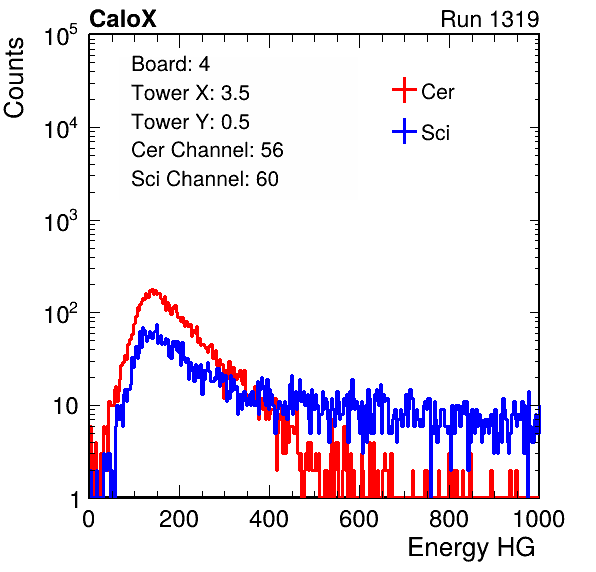 CaloX Run 1319
Counts
10^5
10^4
10^3
10^2
10
1
Board: 4
Tower X: 3.5
Tower Y: 0.5
Cer Channel: 56
Sci Channel: 60
Cer
Sci
0 200 400 600 800 1000
Energy HG